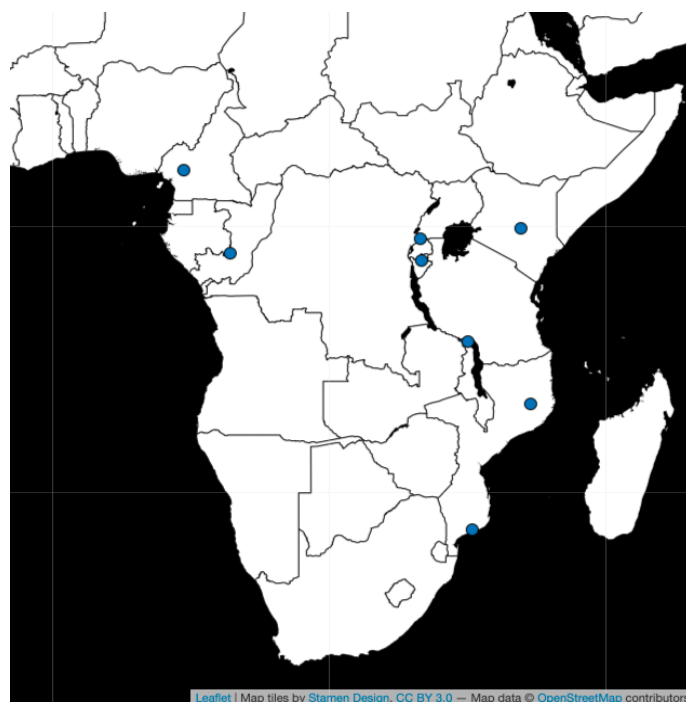 Leaflet | Map tiles by Stamen Design, CC BY 3.0 — Map data © OpenStreetMap contributors